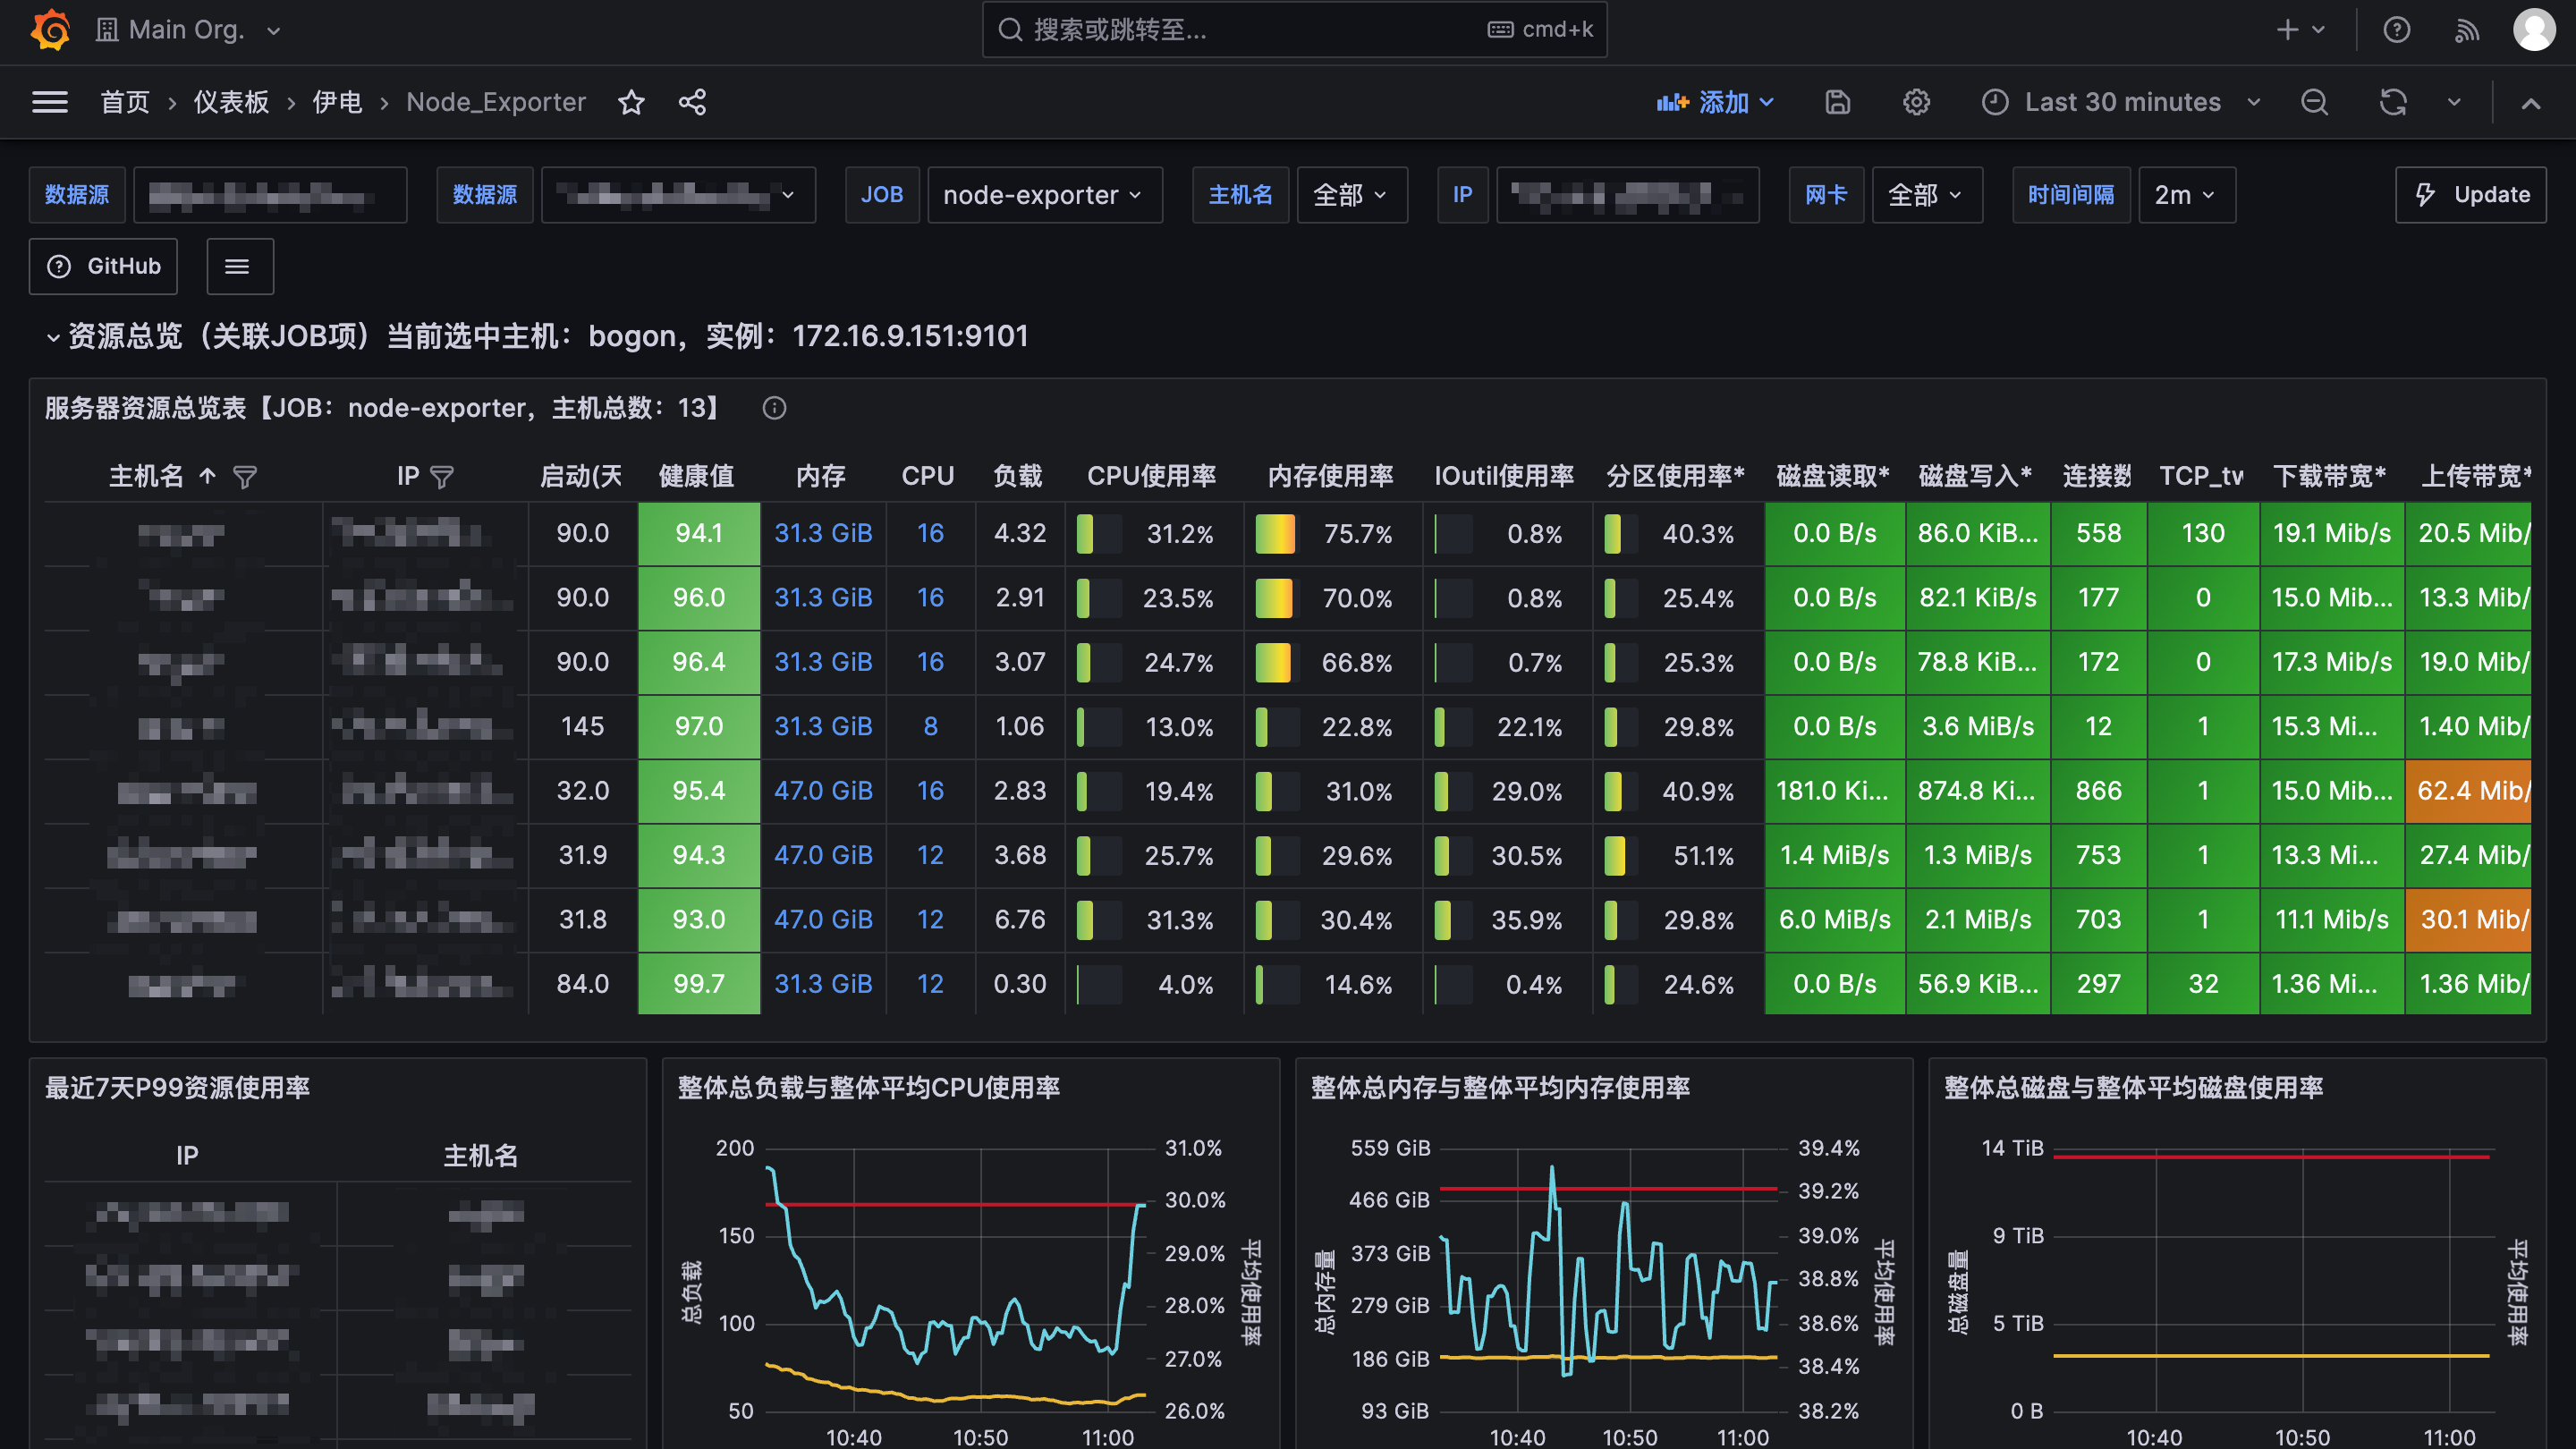 Main Org.
搜索或跳转至...
cmd+k
首页 › 仪表板 › 伊电 › Node_Exporter
添加
Last 30 minutes
数据源
数据源
JOB node-exporter
主机名 全部
IP
网卡 全部
时间间隔 2m
Update
GitHub
资源总览（关联JOB项）当前选中主机：bogon，实例：172.16.9.151:9101
服务器资源总览表【JOB：node-exporter，主机总数：13】
主机名 IP 启动(天 健康值 内存 CPU 负载 CPU使用率 内存使用率 IOutil使用率 分区使用率* 磁盘读取* 磁盘写入* 连接数 TCP_tw 下载带宽* 上传带宽*
90.0 94.1 31.3 GiB 16 4.32 31.2% 75.7% 0.8% 40.3% 0.0 B/s 86.0 KiB... 558 130 19.1 Mib/s 20.5 Mib/
90.0 96.0 31.3 GiB 16 2.91 23.5% 70.0% 0.8% 25.4% 0.0 B/s 82.1 KiB/s 177 0 15.0 Mib... 13.3 Mib/
90.0 96.4 31.3 GiB 16 3.07 24.7% 66.8% 0.7% 25.3% 0.0 B/s 78.8 KiB... 172 0 17.3 Mib/s 19.0 Mib/
145 97.0 31.3 GiB 8 1.06 13.0% 22.8% 22.1% 29.8% 0.0 B/s 3.6 MiB/s 12 1 15.3 Mi... 1.40 Mib/
32.0 95.4 47.0 GiB 16 2.83 19.4% 31.0% 29.0% 40.9% 181.0 Ki... 874.8 Ki... 866 1 15.0 Mib... 62.4 Mib/
31.9 94.3 47.0 GiB 12 3.68 25.7% 29.6% 30.5% 51.1% 1.4 MiB/s 1.3 MiB/s 753 1 13.3 Mi... 27.4 Mib/
31.8 93.0 47.0 GiB 12 6.76 31.3% 30.4% 35.9% 29.8% 6.0 MiB/s 2.1 MiB/s 703 1 11.1 Mib/s 30.1 Mib/
84.0 99.7 31.3 GiB 12 0.30 4.0% 14.6% 0.4% 24.6% 0.0 B/s 56.9 KiB... 297 32 1.36 Mi... 1.36 Mib/
最近7天P99资源使用率
IP 主机名
整体总负载与整体平均CPU使用率
总负载
200
150
100
50
31.0%
30.0%
29.0%
28.0%
27.0%
26.0%
平均使用率
10:40 10:50 11:00
整体总内存与整体平均内存使用率
总内存量
559 GiB
466 GiB
373 GiB
279 GiB
186 GiB
93 GiB
39.4%
39.2%
39.0%
38.8%
38.6%
38.4%
38.2%
平均使用率
10:40 10:50 11:00
整体总磁盘与整体平均磁盘使用率
总磁盘量
14 TiB
9 TiB
5 TiB
0 B
平均使用率
10:40 10:50 11:00